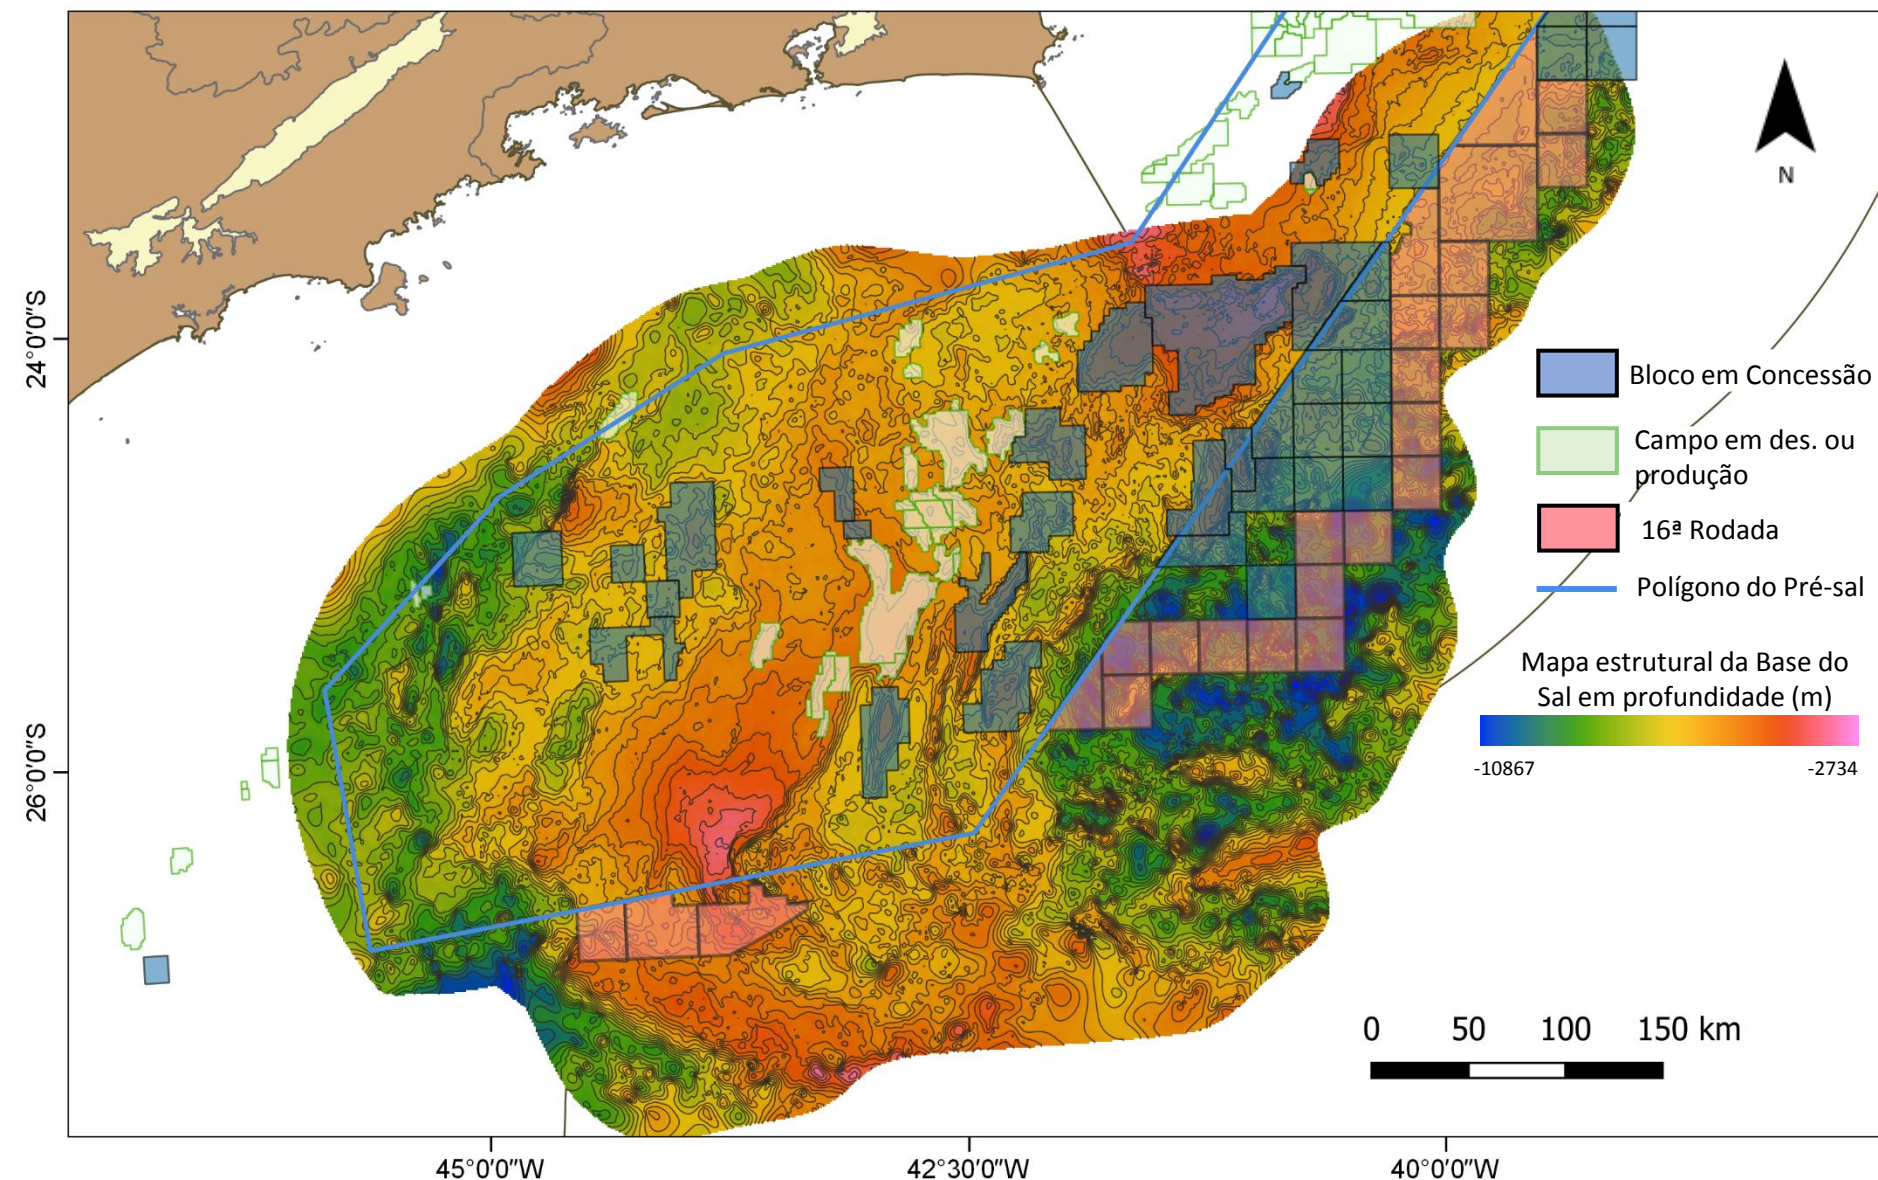 N
24°0'0"S
26°0'0"S
Bloco em Concessão
Campo em des. ou
produção
16ª Rodada
Polígono do Pré-sal
Mapa estrutural da Base do
Sal em profundidade (m)
-10867 -2734
0 50 100 150 km
45°0'0"W 42°30'0"W 40°0'0"W